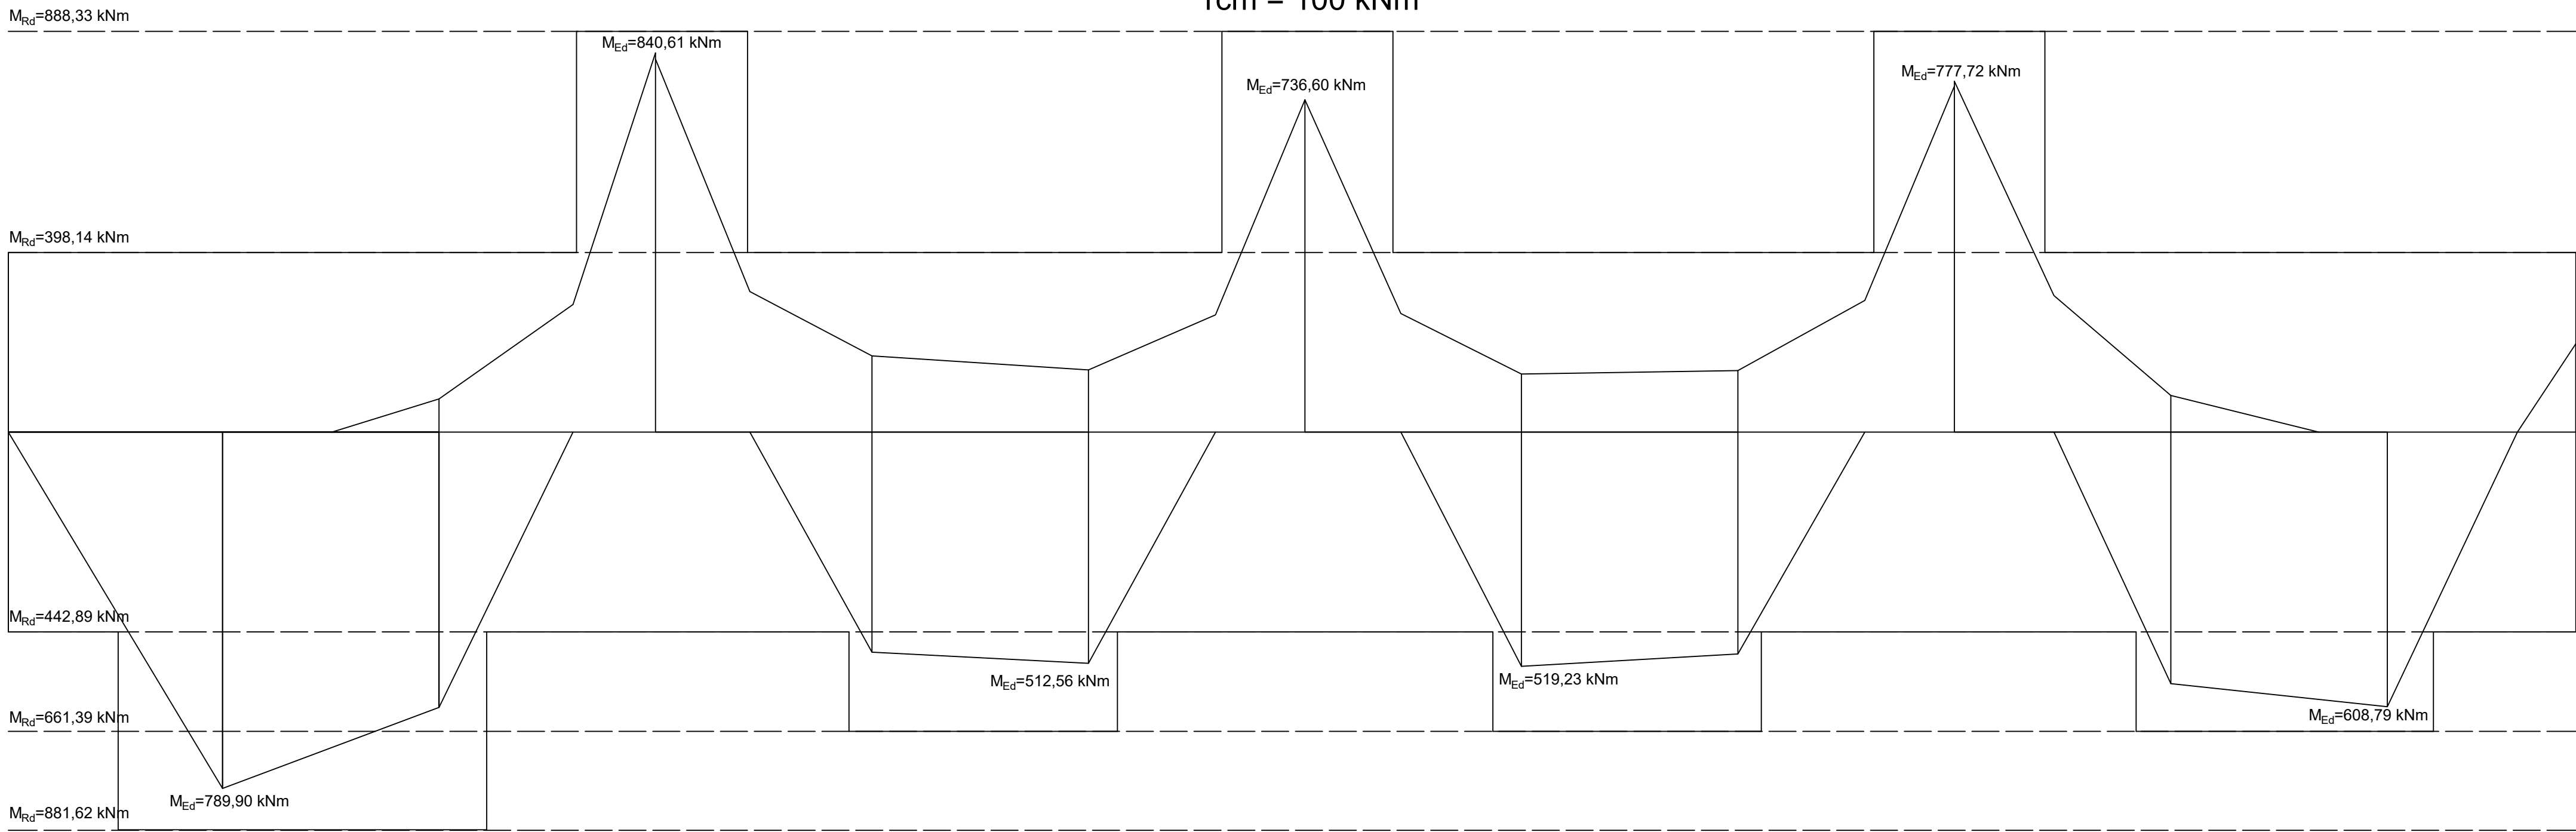 1cm = 100 kNm
MRd=888,33 kNm
MEd=840,61 kNm
MEd=777,72 kNm
MEd=736,60 kNm
MRd=398,14 kNm
MRd=442,89 kNm
MEd=512,56 kNm
MEd=519,23 kNm
MRd=661,39 kNm
MEd=608,79 kNm
MEd=789,90 kNm
MRd=881,62 kNm